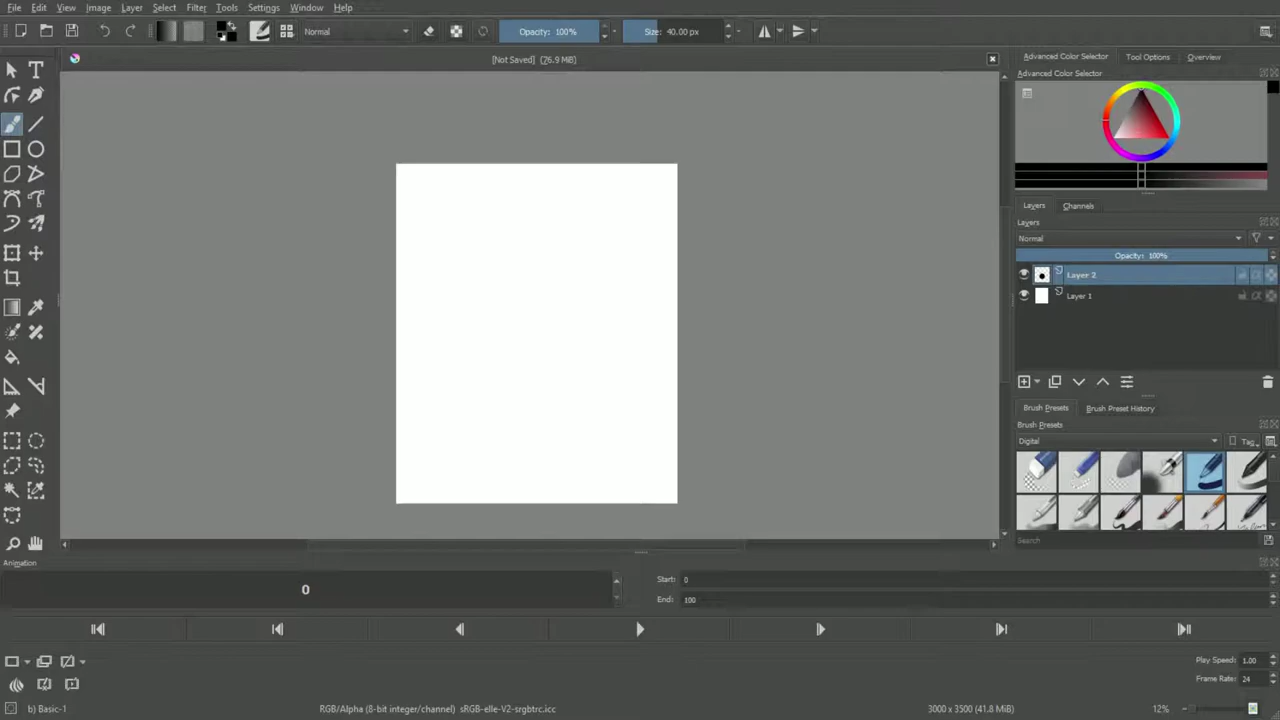 File Edit View Image Layer Select Filter Tools Settings Window Help
Normal Opacity: 100% Size: 40.00 px
[Not Saved] (76.9 MiB)
Advanced Color Selector Tool Options Overview
Advanced Color Selector
Layers Channels
Layers
Normal
Opacity: 100%
Layer 2
Layer 1
Brush Presets Brush Preset History
Brush Presets
Digital Tag
Search
Animation
0
Start: 0
End: 100
Play Speed: 1.00
Frame Rate: 24
b) Basic-1 RGB/Alpha (8-bit integer/channel) sRGB-elle-V2-srgbtrc.icc 3000 x 3500 (41.8 MiB) 12%